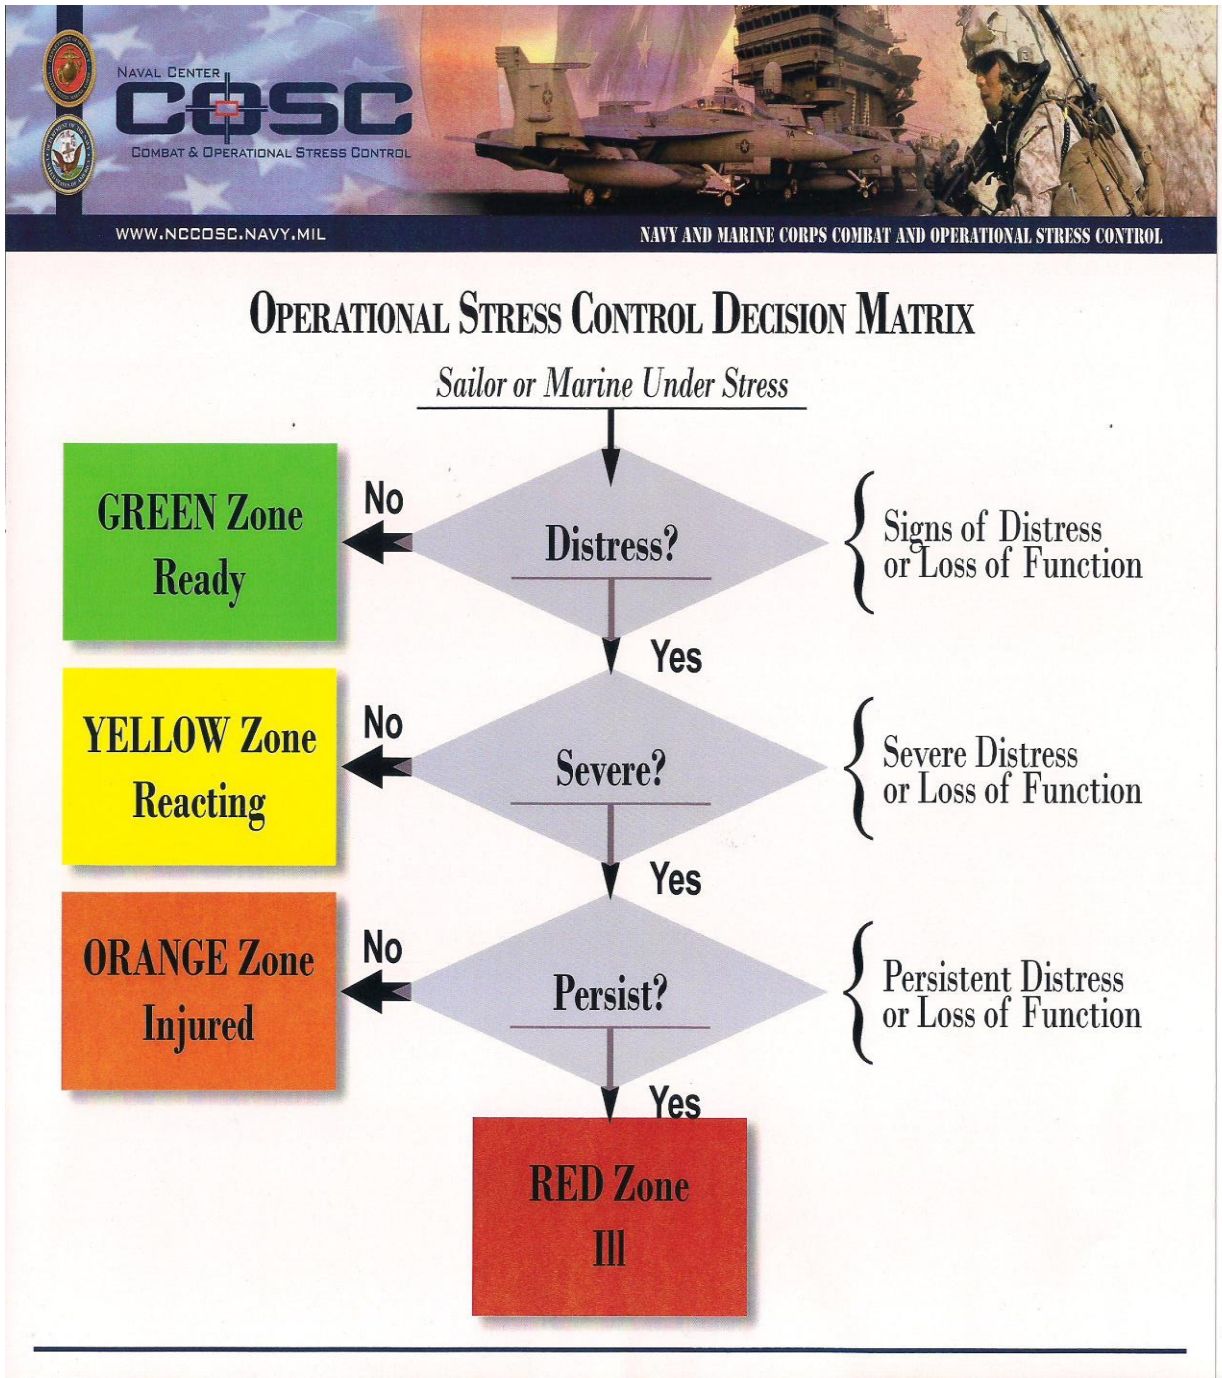 NAVAL CENTER
COSC
COMBAT & OPERATIONAL STRESS CONTROL
WWW.NCCOSC.NAVY.MIL
NAVY AND MARINE CORPS COMBAT AND OPERATIONAL STRESS CONTROL
OPERATIONAL STRESS CONTROL DECISION MATRIX
Sailor or Marine Under Stress
GREEN Zone
Ready
No
Distress?
Signs of Distress
or Loss of Function
Yes
YELLOW Zone
Reacting
No
Severe?
Severe Distress
or Loss of Function
Yes
ORANGE Zone
Injured
No
Persist?
Persistent Distress
or Loss of Function
Yes
RED Zone
Ill